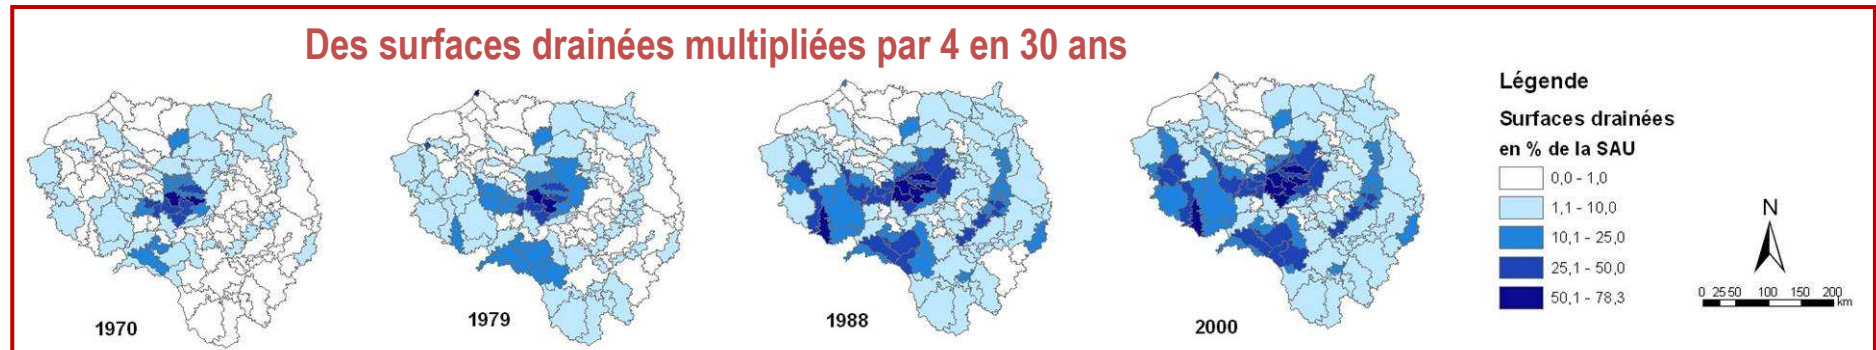 Des surfaces drainées multipliées par 4 en 30 ans
1970
1979
1988
2000
Légende
Surfaces drainées
en % de la SAU
0,0 - 1,0
1,1 - 10,0
10,1 - 25,0
25,1 - 50,0
50,1 - 78,3
N
0 25 50 100 150 200
km